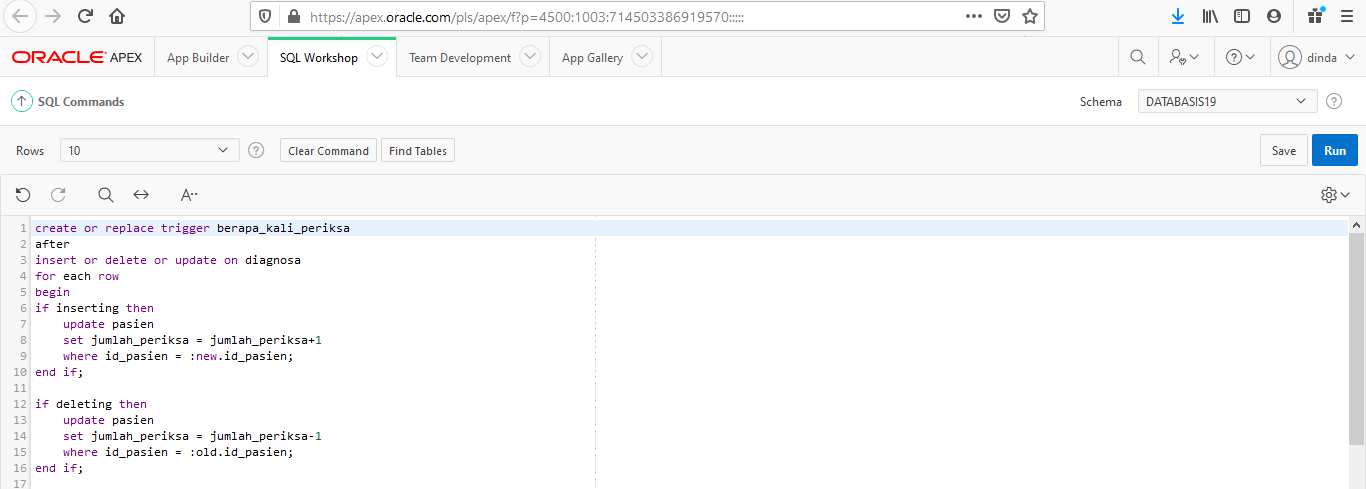 https://apex.oracle.com/pls/apex/f?p=4500:1003:714503386919570:::::
ORACLE APEX App Builder SQL Workshop Team Development App Gallery dinda
SQL Commands Schema DATABASIS19
Rows 10 Clear Command Find Tables Save Run
A··
1 create or replace trigger berapa_kali_periksa
2 after
3 insert or delete or update on diagnosa
4 for each row
5 begin
6 if inserting then
7     update pasien
8     set jumlah_periksa = jumlah_periksa+1
9     where id_pasien = :new.id_pasien;
10 end if;
11
12 if deleting then
13     update pasien
14     set jumlah_periksa = jumlah_periksa-1
15     where id_pasien = :old.id_pasien;
16 end if;
17